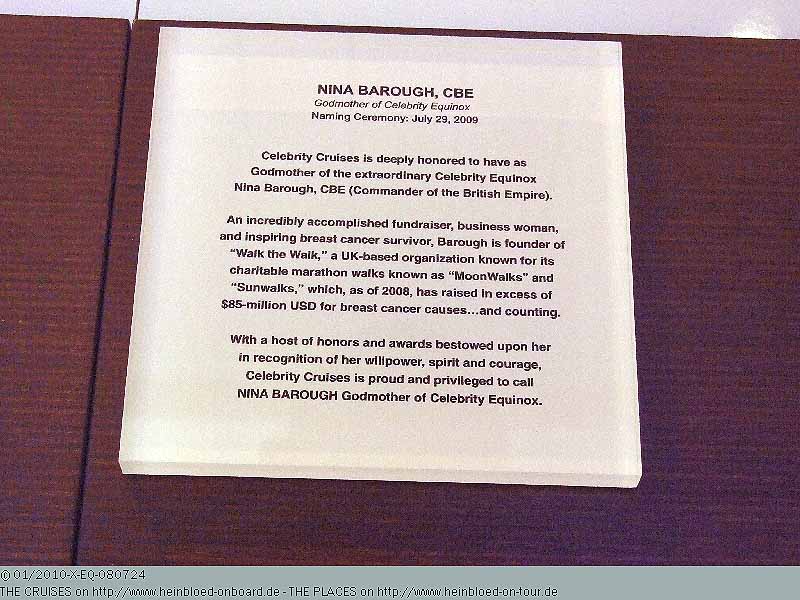 NINA BAROUGH, CBE
Godmother of Celebrity Equinox
Naming Ceremony: July 29, 2009
Celebrity Cruises is deeply honored to have as
Godmother of the extraordinary Celebrity Equinox
Nina Barough, CBE (Commander of the British Empire).
An incredibly accomplished fundraiser, business woman,
and inspiring breast cancer survivor, Barough is founder of
“Walk the Walk,” a UK-based organization known for its
charitable marathon walks known as “MoonWalks” and
“Sunwalks,” which, as of 2008, has raised in excess of
$85-million USD for breast cancer causes...and counting.
With a host of honors and awards bestowed upon her
in recognition of her willpower, spirit and courage,
Celebrity Cruises is proud and privileged to call
NINA BAROUGH Godmother of Celebrity Equinox.
©01/2010-X-EQ-080724
THE CRUISES on http://www.heinbloed-onboard.de - THE PLACES on http://www.heinbloed-on-tour.de